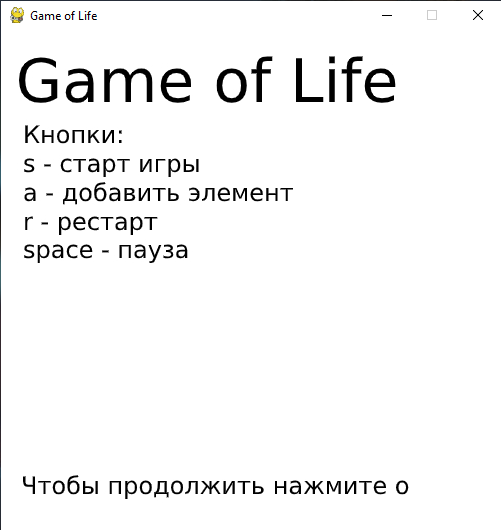 Game of Life
Game of Life
Кнопки:
s - старт игры
a - добавить элемент
r - рестарт
space - пауза
Чтобы продолжить нажмите o